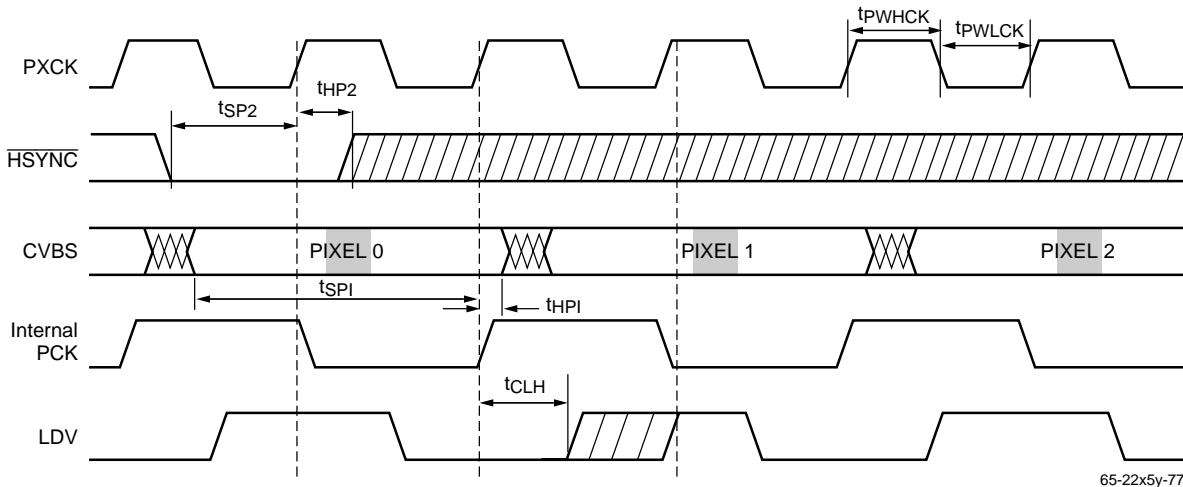 tPWHCK
tPWLCK
PXCK
tHP2
tSP2
HSYNC
CVBS
PIXEL 0
PIXEL 1
PIXEL 2
tSPI
tHPI
Internal
PCK
tCLH
LDV
65-22x5y-77